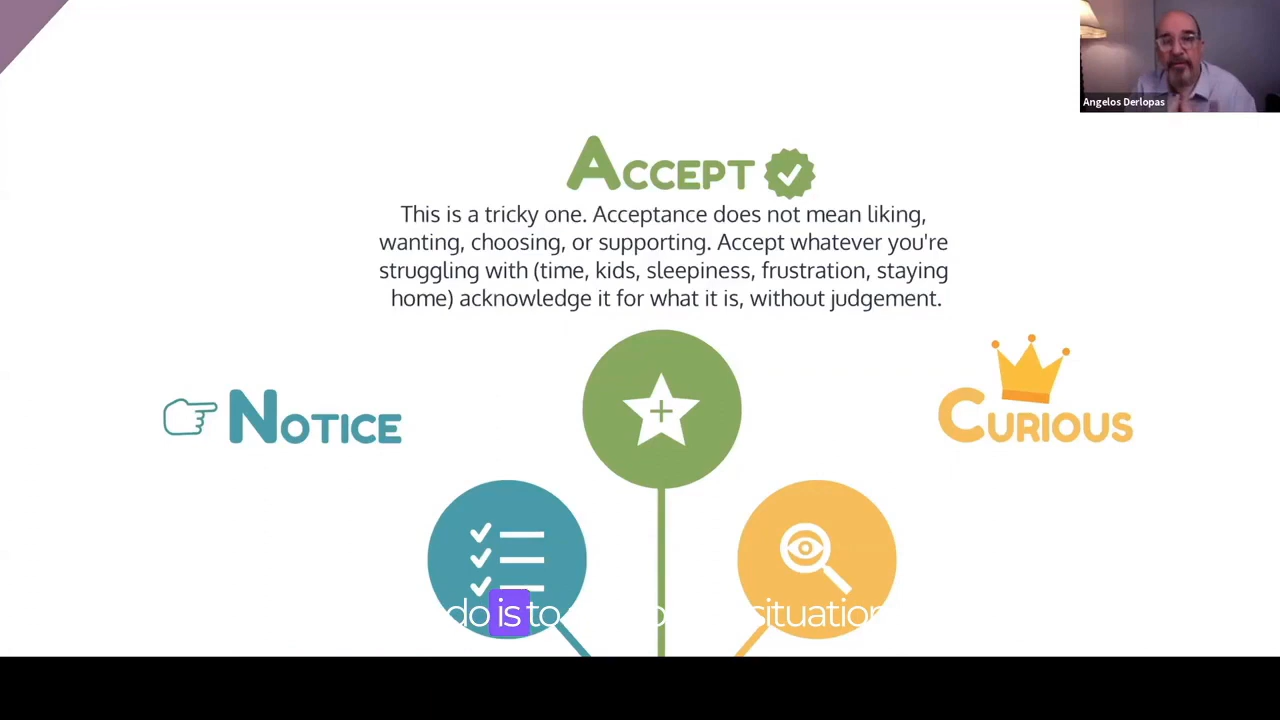 Angelos Derlopas
ACCEPT
This is a tricky one. Acceptance does not mean liking,
wanting, choosing, or supporting. Accept whatever you're
struggling with (time, kids, sleepiness, frustration, staying
home) acknowledge it for what it is, without judgement.
NOTICE
CURIOUS
do is to situation